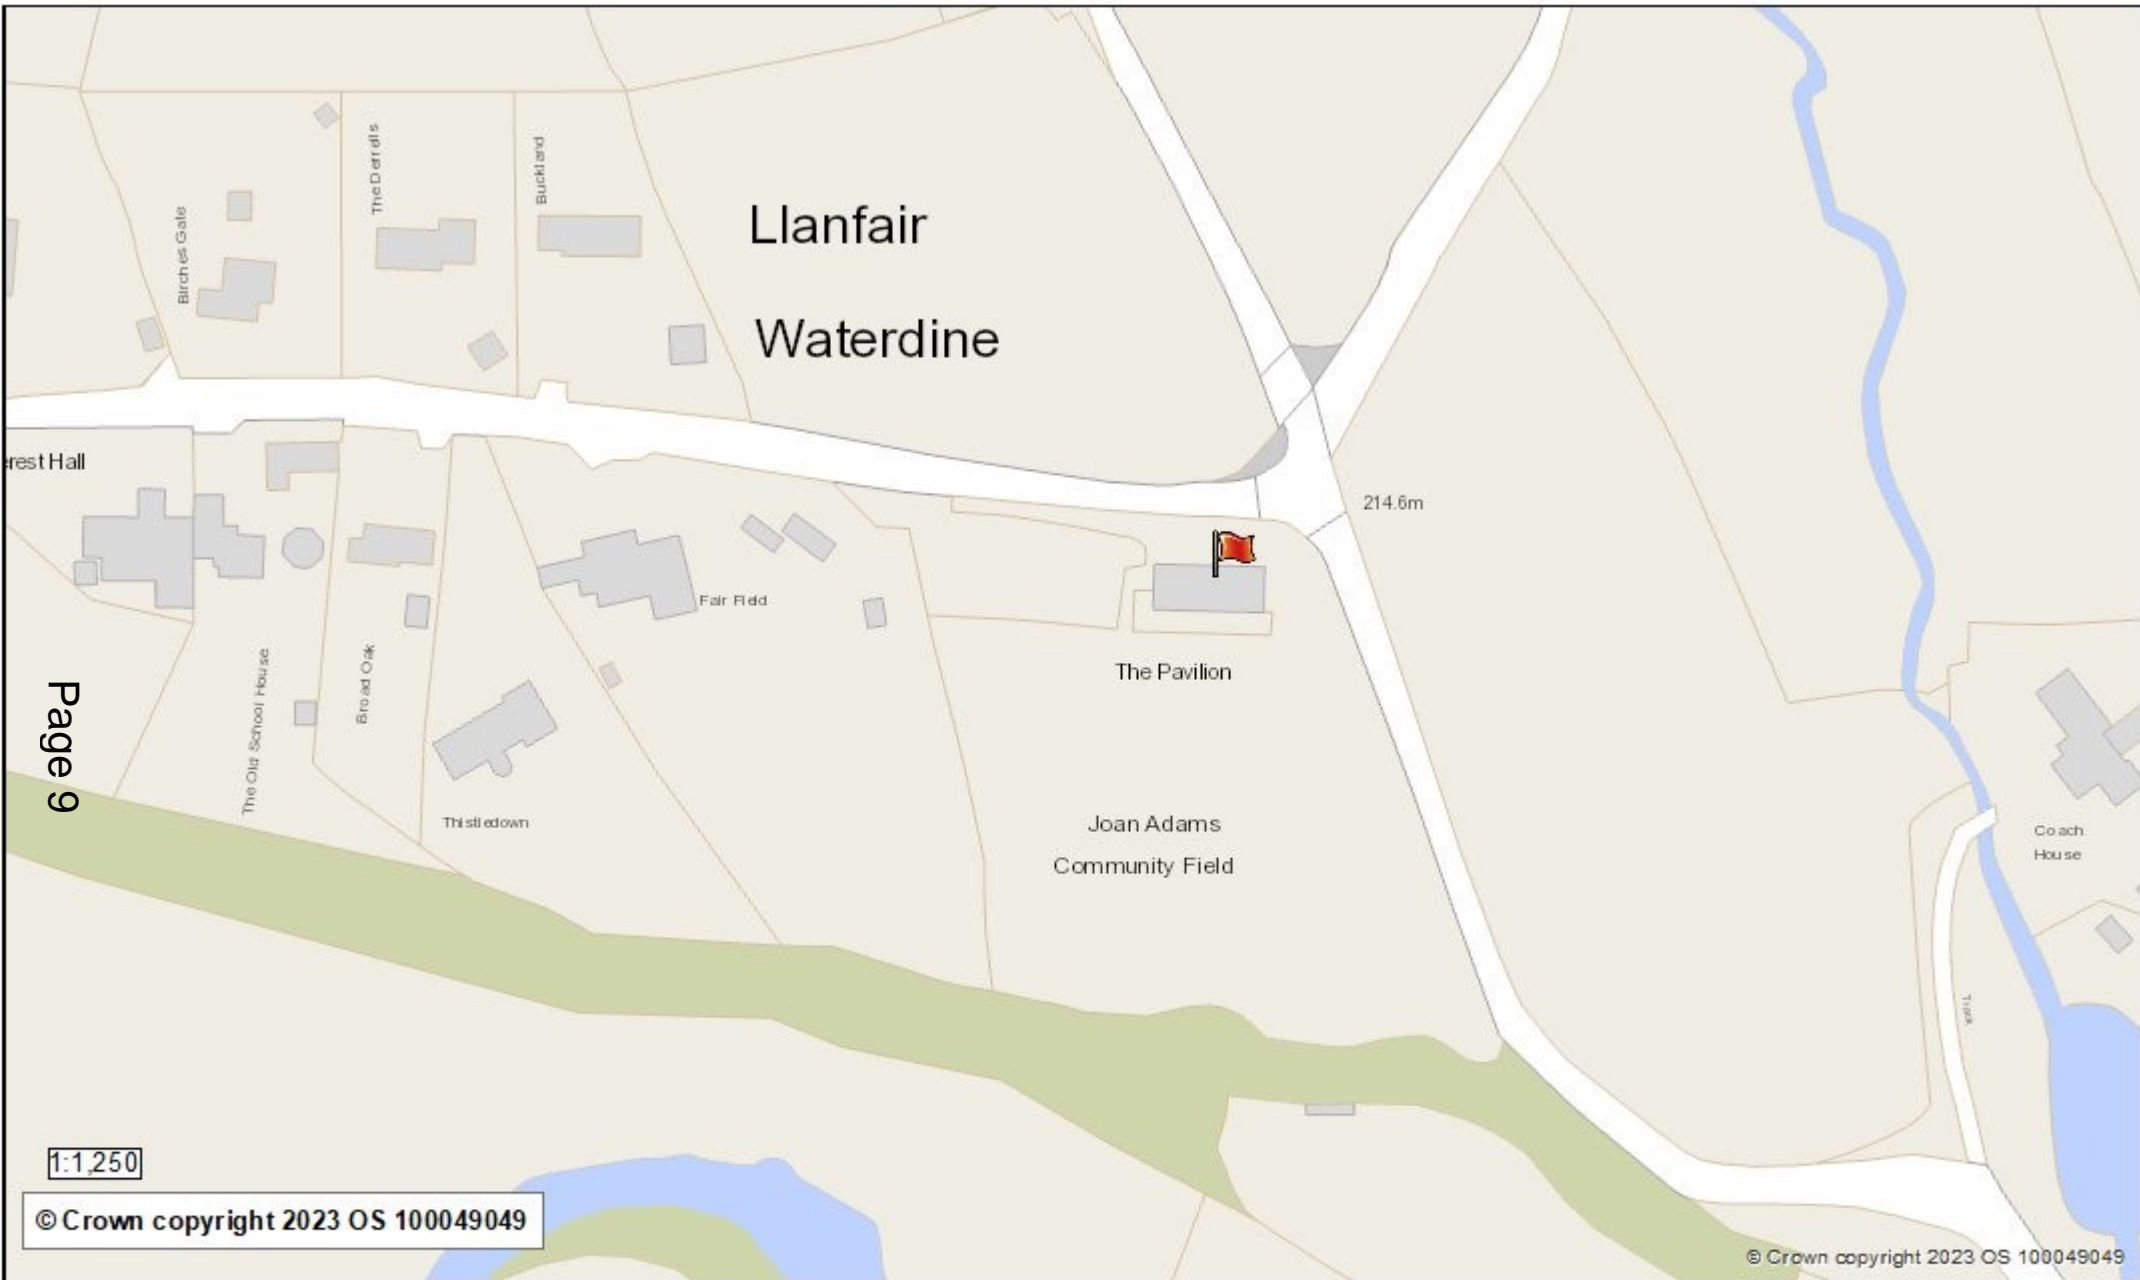 The Derrells
Buckland
Birches Gate
Llanfair
Waterdine
erest Hall
214.6m
Fair Field
The Pavilion
The Old School House
Broad Oak
Page 9
Thistledown
Joan Adams
Community Field
Coach
House
Track
1:1,250
© Crown copyright 2023 OS 100049049
© Crown copyright 2023 OS 100049049